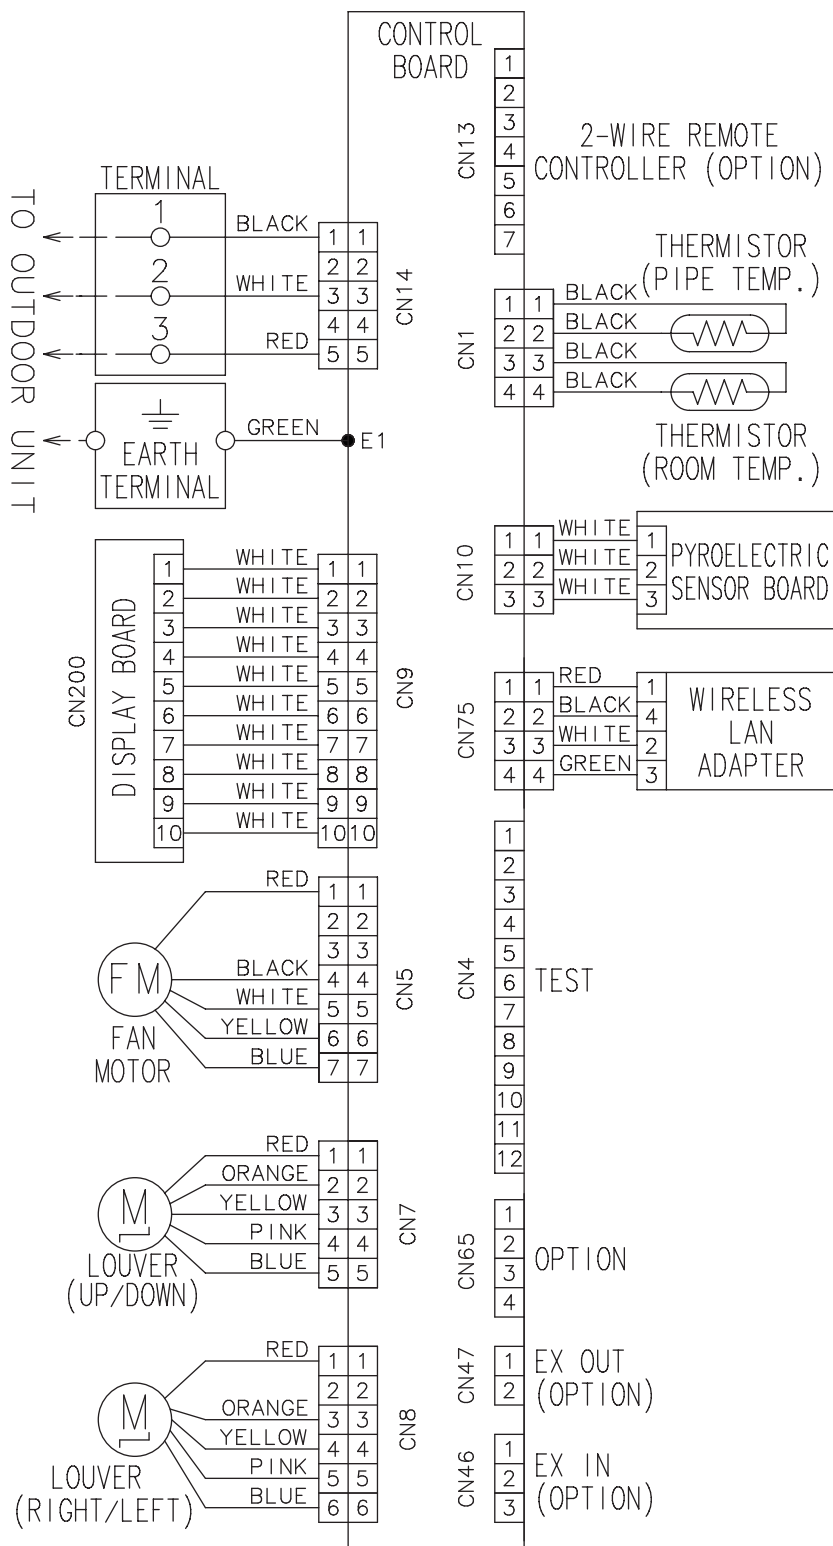 CONTROL
BOARD
CN13
1
2
3
4
5
6
7
2-WIRE REMOTE
CONTROLLER (OPTION)
TO OUTDOOR UNIT
TERMINAL
1
2
3
BLACK
WHITE
RED
1 1
2 2
3 3
4 4
5 5
CN14
EARTH
TERMINAL
GREEN
E1
CN1
1 1
2 2
3 3
4 4
BLACK
BLACK
BLACK
BLACK
THERMISTOR
(PIPE TEMP.)
THERMISTOR
(ROOM TEMP.)
CN10
1 1 WHITE 1
2 2 WHITE 2
3 3 WHITE 3
PYROELECTRIC
SENSOR BOARD
CN75
1 1 RED 1
2 2 BLACK 4
3 3 WHITE 2
4 4 GREEN 3
WIRELESS
LAN
ADAPTER
CN200
DISPLAY BOARD
1 WHITE 1 1
2 WHITE 2 2
3 WHITE 3 3
4 WHITE 4 4
5 WHITE 5 5
6 WHITE 6 6
7 WHITE 7 7
8 WHITE 8 8
9 WHITE 9 9
10 WHITE 10 10
CN9
FM
FAN
MOTOR
RED 1 1
2 2
3 3
BLACK 4 4
WHITE 5 5
YELLOW 6 6
BLUE 7 7
CN5
CN4
1
2
3
4
5
6
7
8
9
10
11
12
TEST
M
LOUVER
(UP/DOWN)
RED 1 1
ORANGE 2 2
YELLOW 3 3
PINK 4 4
BLUE 5 5
CN7
CN65
1
2
3
4
OPTION
M
LOUVER
(RIGHT/LEFT)
RED 1 1
2 2
ORANGE 3 3
YELLOW 4 4
PINK 5 5
BLUE 6 6
CN8
CN47
1
2
EX OUT
(OPTION)
CN46
1
2
3
EX IN
(OPTION)